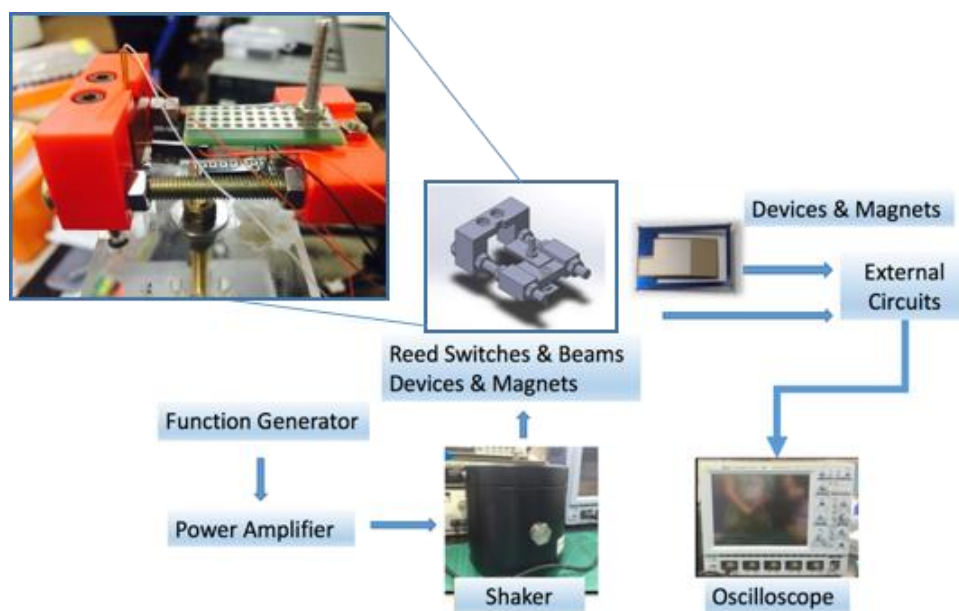 Devices & Magnets
External
Circuits
Reed Switches & Beams
Devices & Magnets
Function Generator
Power Amplifier
Shaker
Oscilloscope